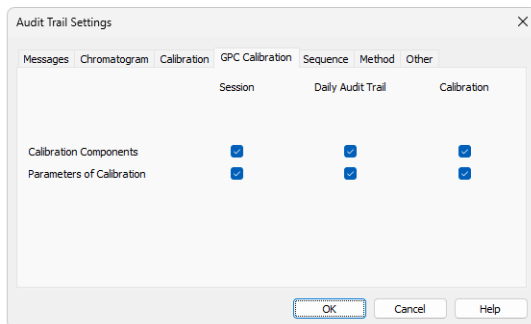 Audit Trail Settings
Messages Chromatogram Calibration GPC Calibration Sequence Method Other
Session Daily Audit Trail Calibration
Calibration Components
Parameters of Calibration
OK Cancel Help